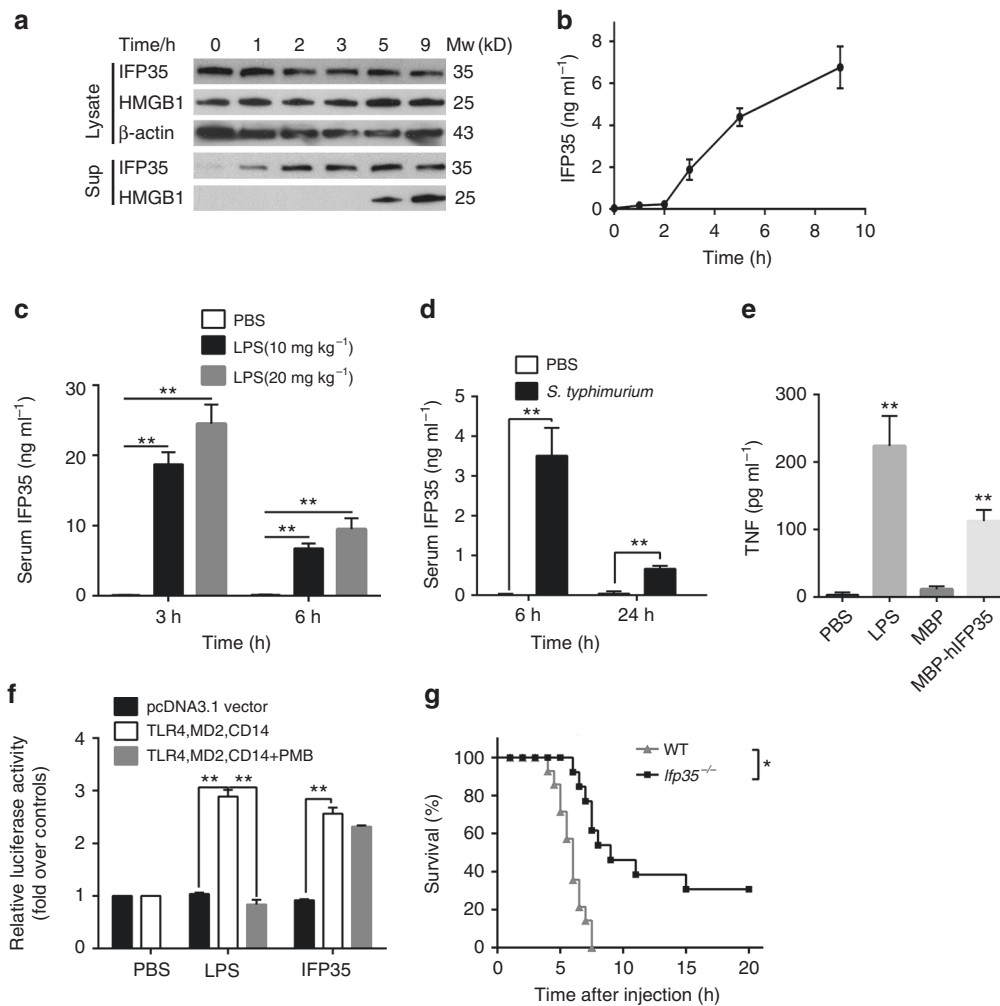 a
Time/h 0 1 2 3 5 9 Mw (kD)
Lysate
IFP35 35
HMGB1 25
β-actin 43
Sup
IFP35 35
HMGB1 25
b
IFP35 (ng ml⁻¹)
8
6
4
2
0
0 2 4 6 8 10
Time (h)
c
PBS
LPS(10 mg kg⁻¹)
LPS(20 mg kg⁻¹)
Serum IFP35 (ng ml⁻¹)
30
20
10
0
**
**
**
**
3 h 6 h
Time (h)
d
PBS
S. typhimurium
Serum IFP35 (ng ml⁻¹)
5
4
3
2
1
0
**
**
6 h 24 h
Time (h)
e
TNF (pg ml⁻¹)
300
200
100
0
**
**
PBS LPS MBP MBP-hIFP35
f
pcDNA3.1 vector
TLR4,MD2,CD14
TLR4,MD2,CD14+PMB
Relative luciferase activity
(fold over controls)
4
3
2
1
0
** ** **
PBS LPS IFP35
g
WT
Ifp35⁻/⁻
*
Survival (%)
100
80
60
40
20
0
0 5 10 15 20
Time after injection (h)